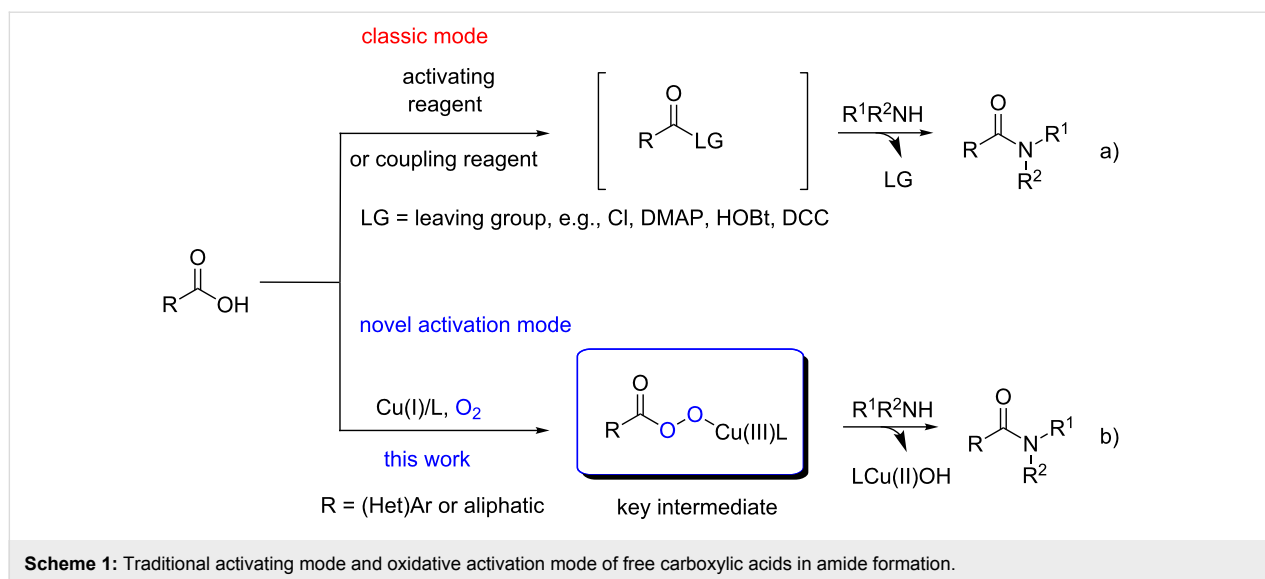 classic mode
activating
reagent
or coupling reagent
O
R
LG
R¹R²NH
LG
O
R
N
R¹
R²
a)
LG = leaving group, e.g., Cl, DMAP, HOBt, DCC
O
R
OH
novel activation mode
Cu(I)/L, O₂
this work
R = (Het)Ar or aliphatic
O
R
O
O
Cu(III)L
key intermediate
R¹R²NH
LCu(II)OH
O
R
N
R¹
R²
b)
Scheme 1: Traditional activating mode and oxidative activation mode of free carboxylic acids in amide formation.